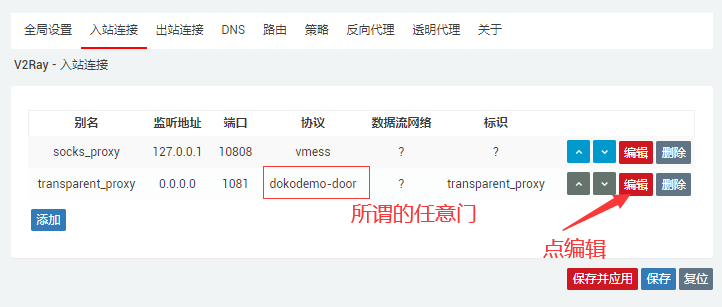 全局设置 入站连接 出站连接 DNS 路由 策略 反向代理 透明代理 关于
V2Ray - 入站连接
别名 监听地址 端口 协议 数据流网络 标识
socks_proxy 127.0.0.1 10808 vmess ? ? 编辑 删除
transparent_proxy 0.0.0.0 1081 dokodemo-door ? transparent_proxy 编辑 删除
添加 所谓的任意门
点编辑
保存并应用 保存 复位